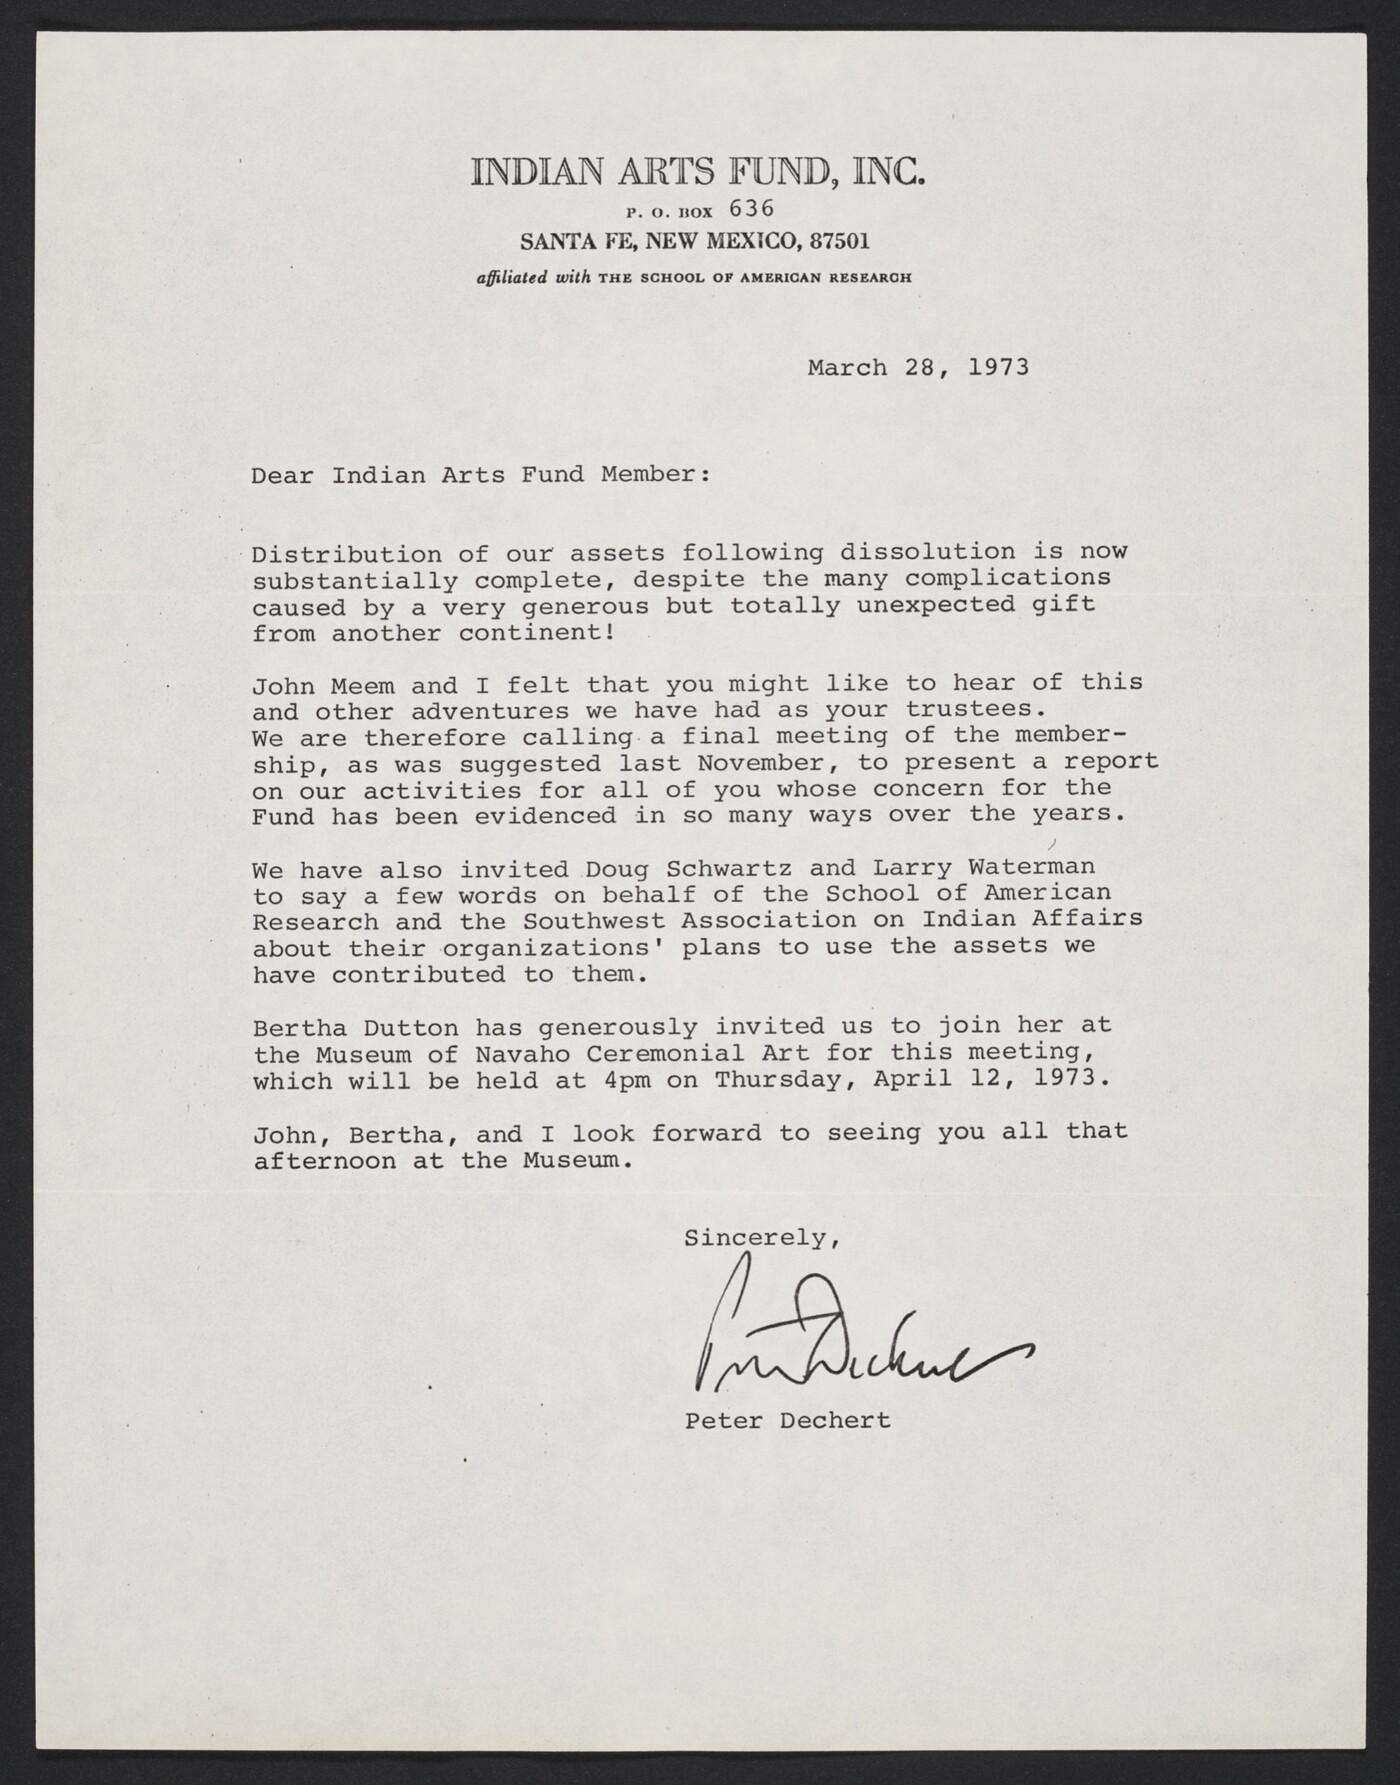 INDIAN ARTS FUND, INC.
P. O. BOX 636
SANTA FE, NEW MEXICO, 87501
affiliated with THE SCHOOL OF AMERICAN RESEARCH
March 28, 1973
Dear Indian Arts Fund Member:
Distribution of our assets following dissolution is now
substantially complete, despite the many complications
caused by a very generous but totally unexpected gift
from another continent!
John Meem and I felt that you might like to hear of this
and other adventures we have had as your trustees.
We are therefore calling a final meeting of the member-
ship, as was suggested last November, to present a report
on our activities for all of you whose concern for the
Fund has been evidenced in so many ways over the years.
We have also invited Doug Schwartz and Larry Waterman
to say a few words on behalf of the School of American
Research and the Southwest Association on Indian Affairs
about their organizations' plans to use the assets we
have contributed to them.
Bertha Dutton has generously invited us to join her at
the Museum of Navaho Ceremonial Art for this meeting,
which will be held at 4pm on Thursday, April 12, 1973.
John, Bertha, and I look forward to seeing you all that
afternoon at the Museum.
Sincerely,
Peter Dechert
Peter Dechert